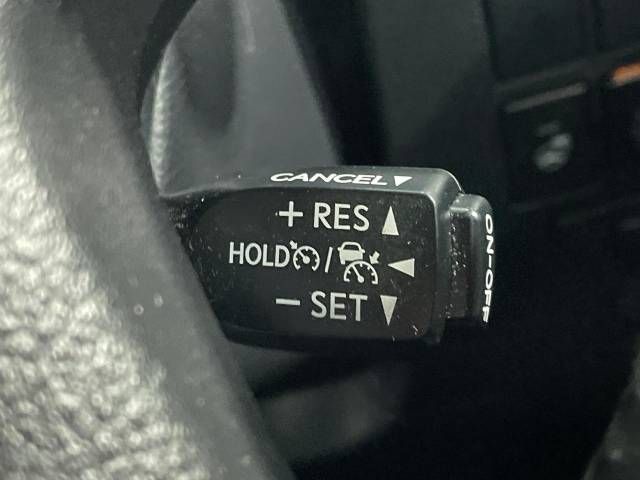 CANCEL▼
+ RES ▲
HOLD / ◀
− SET ▼
ON-OFF